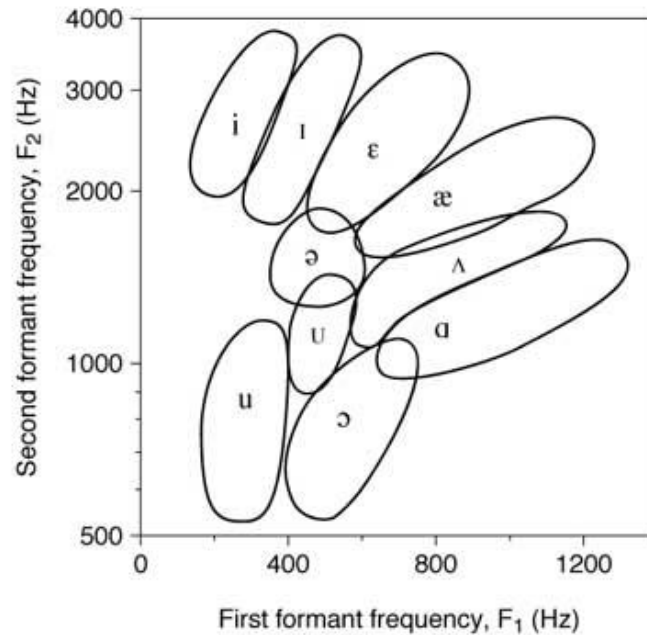 4000
3000
2000
1000
500
Second formant frequency, F₂ (Hz)
i
ɪ
ɛ
æ
ə
ʌ
ʊ
ɑ
u
ɔ
0 400 800 1200
First formant frequency, F₁ (Hz)